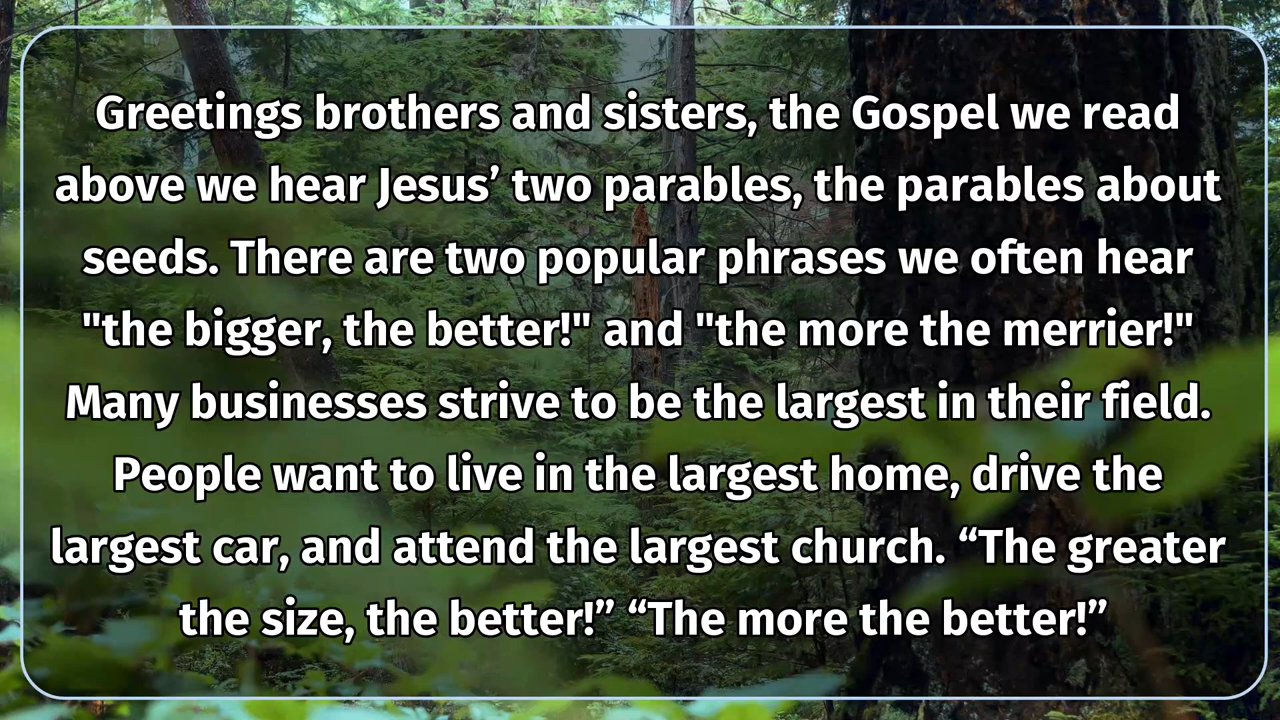 Greetings brothers and sisters, the Gospel we read
above we hear Jesus’ two parables, the parables about
seeds. There are two popular phrases we often hear
"the bigger, the better!" and "the more the merrier!"
Many businesses strive to be the largest in their field.
People want to live in the largest home, drive the
largest car, and attend the largest church. “The greater
the size, the better!” “The more the better!”